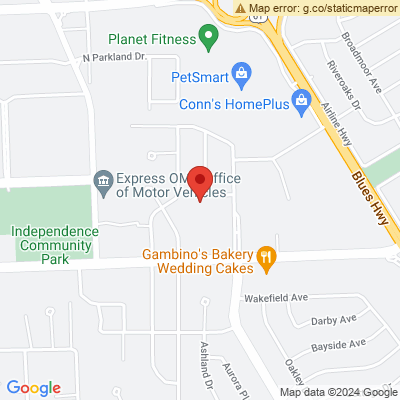 Map error: g.co/staticmaperror
61
Planet Fitness
N Parkland Dr.
Broadmoor Ave
Riveroaks Dr
PetSmart
Conn's HomePlus
Airline Hwy
Express OMV Office
of Motor Vehicles
Blues Hwy
Independence
Community
Park
Gambino's Bakery
Wedding Cakes
Wakefield Ave
Darby Ave
Bayside Ave
Ashland Dr
Aurora Pl
Oakley
Google
Map data ©2024 Google